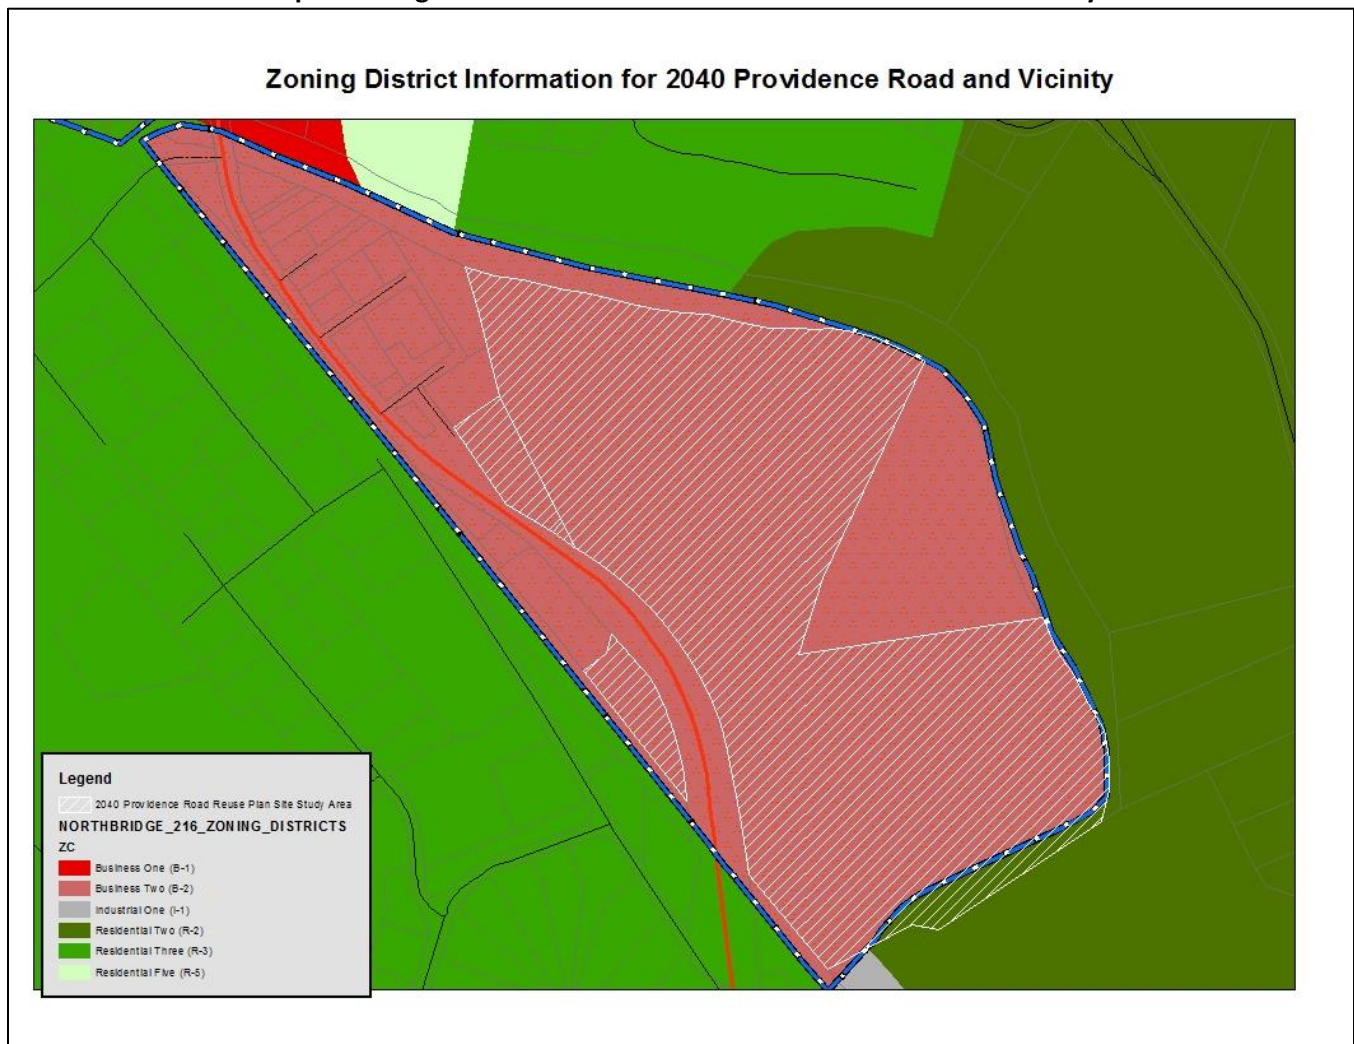 Zoning District Information for 2040 Providence Road and Vicinity
Legend
2040 Providence Road Reuse Plan Site Study Area
NORTHBRIDGE_216_ZONING_DISTRICTS
ZC
Business One (B-1)
Business Two (B-2)
Industrial One (I-1)
Residential Two (R-2)
Residential Three (R-3)
Residential Five (R-5)